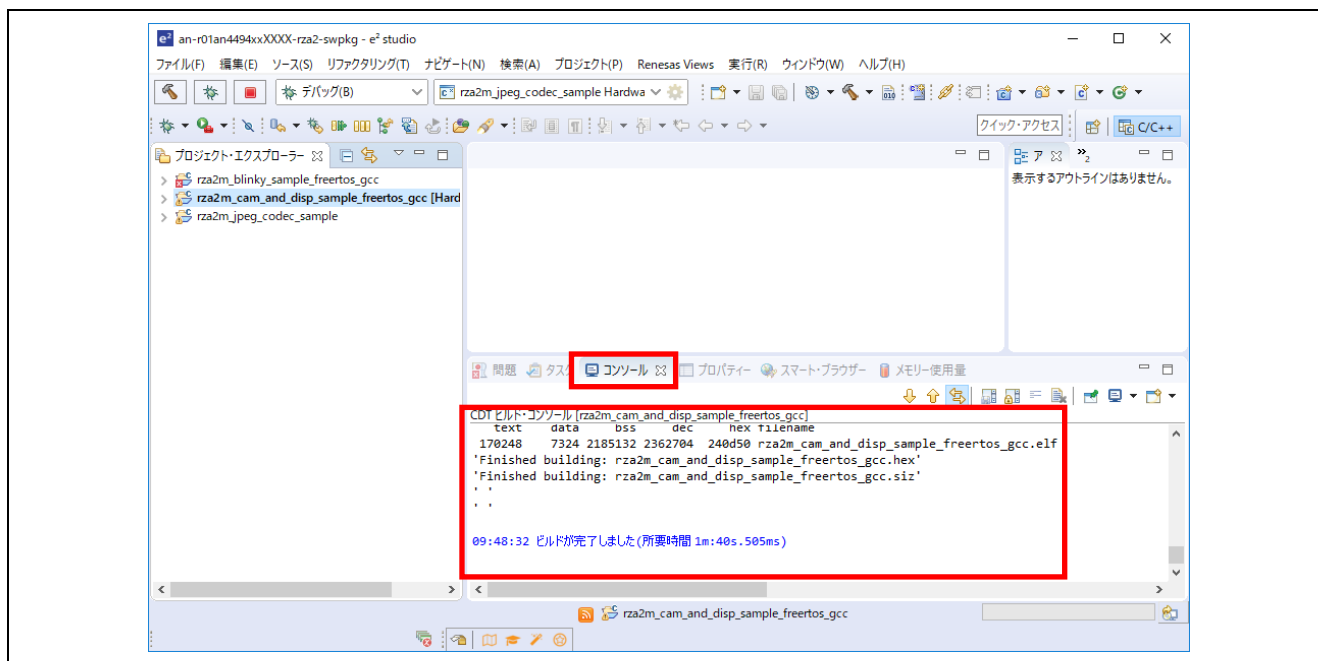 e² an-r01an4494xxXXXX-rza2-swpkg - e² studio
ファイル(F) 編集(E) ソース(S) リファクタリング(T) ナビゲート(N) 検索(A) プロジェクト(P) Renesas Views 実行(R) ウィンドウ(W) ヘルプ(H)
デバッグ(B) rza2m_jpeg_codec_sample Hardwa
クイック・アクセス C/C++
プロジェクト・エクスプローラー
ア
2
rza2m_blinky_sample_freertos_gcc
表示するアウトラインはありません。
rza2m_cam_and_disp_sample_freertos_gcc [Hard
rza2m_jpeg_codec_sample
問題 タスク コンソール プロパティー スマート・ブラウザー メモリー使用量
CDT ビルド・コンソール [rza2m_cam_and_disp_sample_freertos_gcc]
text data bss dec hex filename
170248 7324 2185132 2362704 240d50 rza2m_cam_and_disp_sample_freertos_gcc.elf
'Finished building: rza2m_cam_and_disp_sample_freertos_gcc.hex'
'Finished building: rza2m_cam_and_disp_sample_freertos_gcc.siz'
' '
' '
09:48:32 ビルドが完了しました(所要時間 1m:40s.505ms)
rza2m_cam_and_disp_sample_freertos_gcc